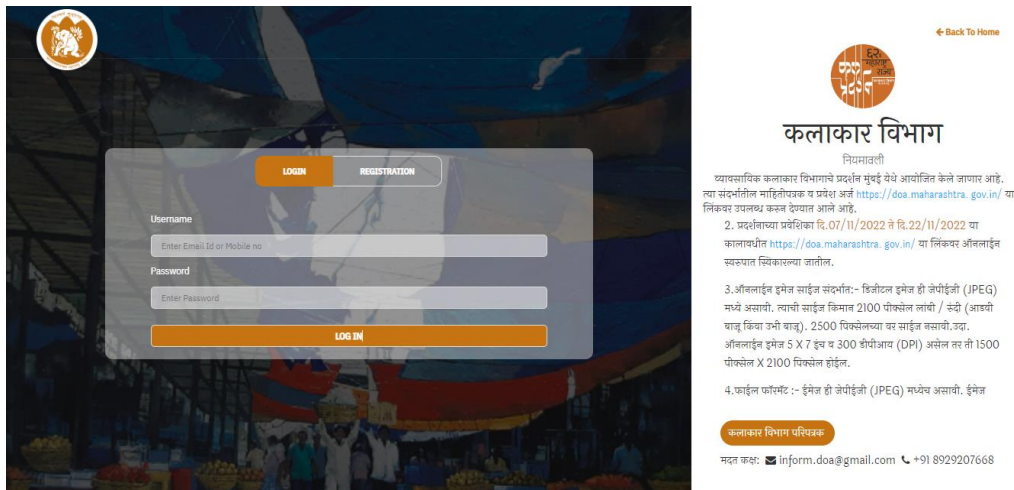 LOGIN
REGISTRATION
Username
Enter Email Id or Mobile no
Password
Enter Password
LOG IN
Back To Home
६२
महाराष्ट्र
राज्य
कला
प्रदर्शन
कलाकार विभाग
नियमावली
व्यावसायिक कलाकार विभागाचे प्रदर्शन मुंबई येथे आयोजित केले जाणार आहे.
त्या संदर्भातील माहितीपत्रक व प्रवेश अर्ज https://doa.maharashtra. gov.in/ या
लिंकवर उपलब्ध करुन देण्यात आले आहे.
2. प्रदर्शनाच्या प्रवेशिका दि.07/11/2022 ते दि.22/11/2022 या
कालावधीत https://doa.maharashtra. gov.in/ या लिंकवर ऑनलाईन
स्वरुपात स्विकारल्या जातील.
3.ऑनलाईन इमेज साईज संदर्भात:- डिजीटल इमेज ही जेपीईजी (JPEG)
मध्ये असावी. त्याची साईज किमान 2100 पीक्सेल लांबी / रुंदी (आडवी
बाजू किंवा उभी बाजू). 2500 पिक्सेलच्या वर साईज नसावी.उदा.
ऑनलाईन इमेज 5 X 7 इंच व 300 डीपीआय (DPI) असेल तर ती 1500
पीक्सेल X 2100 पिक्सेल होईल.
4.फाईल फॉरमॅट :- ईमेज ही जेपीईजी (JPEG) मध्येच असावी. ईमेज
कलाकार विभाग परिपत्रक
मदत कक्ष: inform.doa@gmail.com +91 8929207668